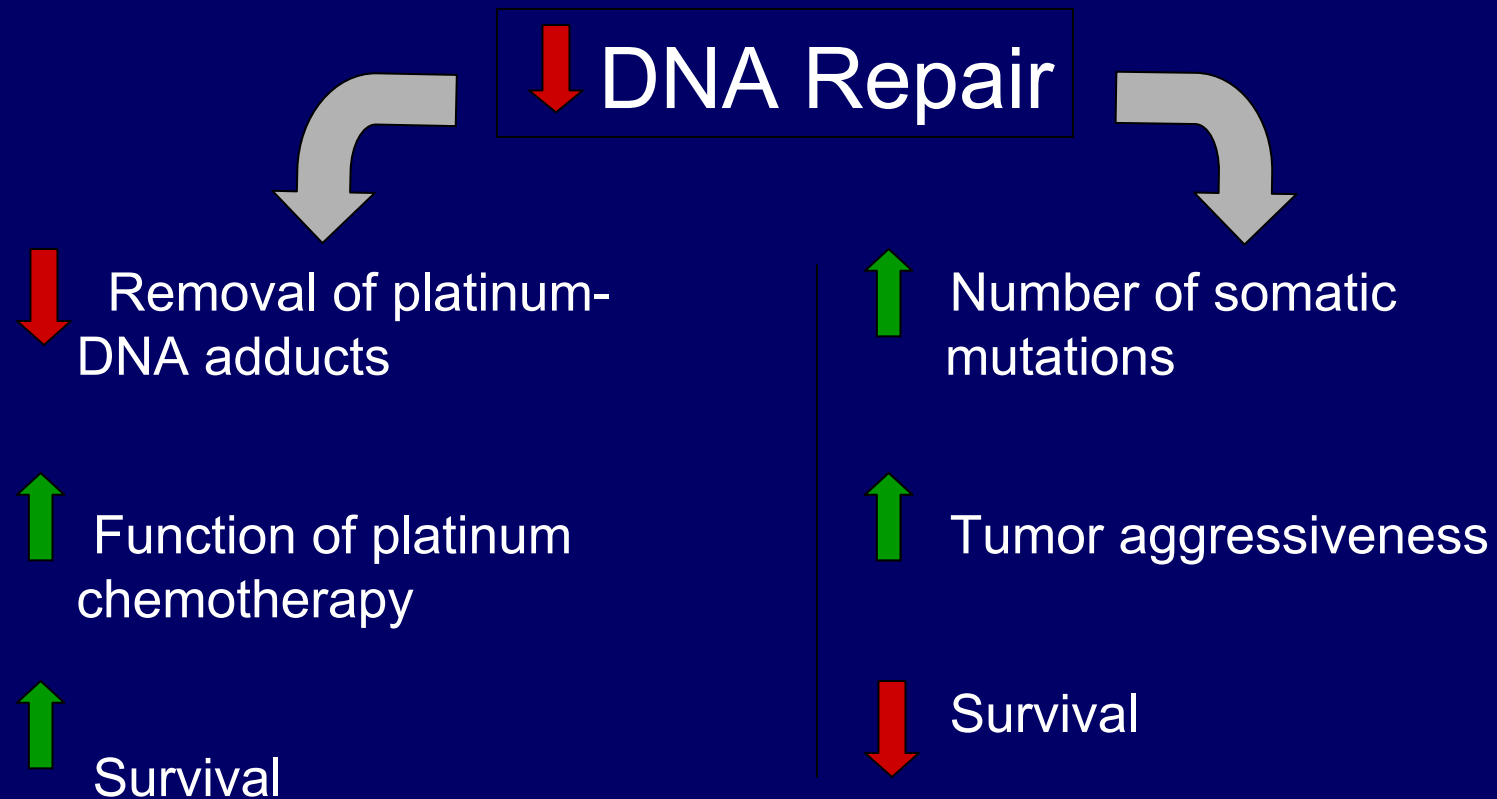 DNA Repair
Removal of platinum-
DNA adducts
Function of platinum
chemotherapy
Survival
Number of somatic
mutations
Tumor aggressiveness
Survival